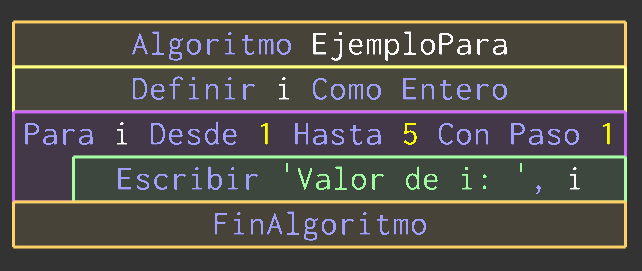 Algoritmo EjemploPara
Definir i Como Entero
Para i Desde 1 Hasta 5 Con Paso 1
Escribir 'Valor de i: ', i
FinAlgoritmo